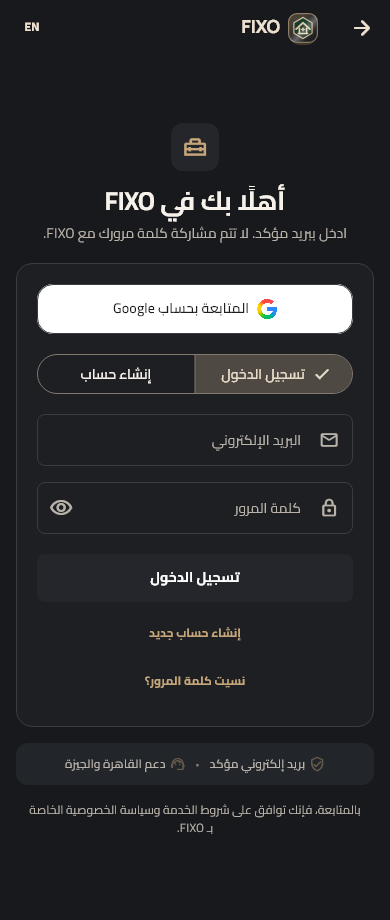 FIXO
EN
أهلًا بك في FIXO
ادخل ببريد مؤكد. لا تتم مشاركة كلمة مرورك مع FIXO.
المتابعة بحساب Google
تسجيل الدخول
إنشاء حساب
البريد الإلكتروني
كلمة المرور
تسجيل الدخول
إنشاء حساب جديد
نسيت كلمة المرور؟
بريد إلكتروني مؤكد • دعم القاهرة والجيزة
بالمتابعة، فإنك توافق على شروط الخدمة وسياسة الخصوصية الخاصة
بـ FIXO.